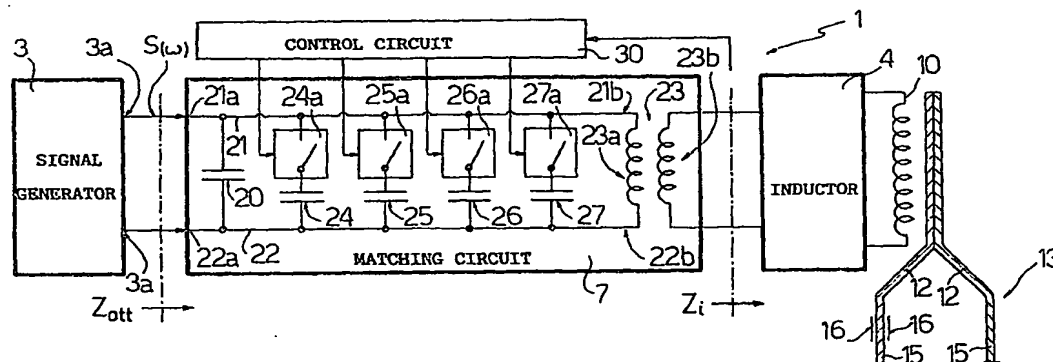 1
3
3a
S(ω)
CONTROL CIRCUIT
30
23b
4
10
21a
24a
25a
26a
27a
21b
23
21
23a
SIGNAL
GENERATOR
20
24
25
26
27
INDUCTOR
22
22a
MATCHING CIRCUIT
22b
7
3a
Zott
Zi
12
12
13
16
16
15
15